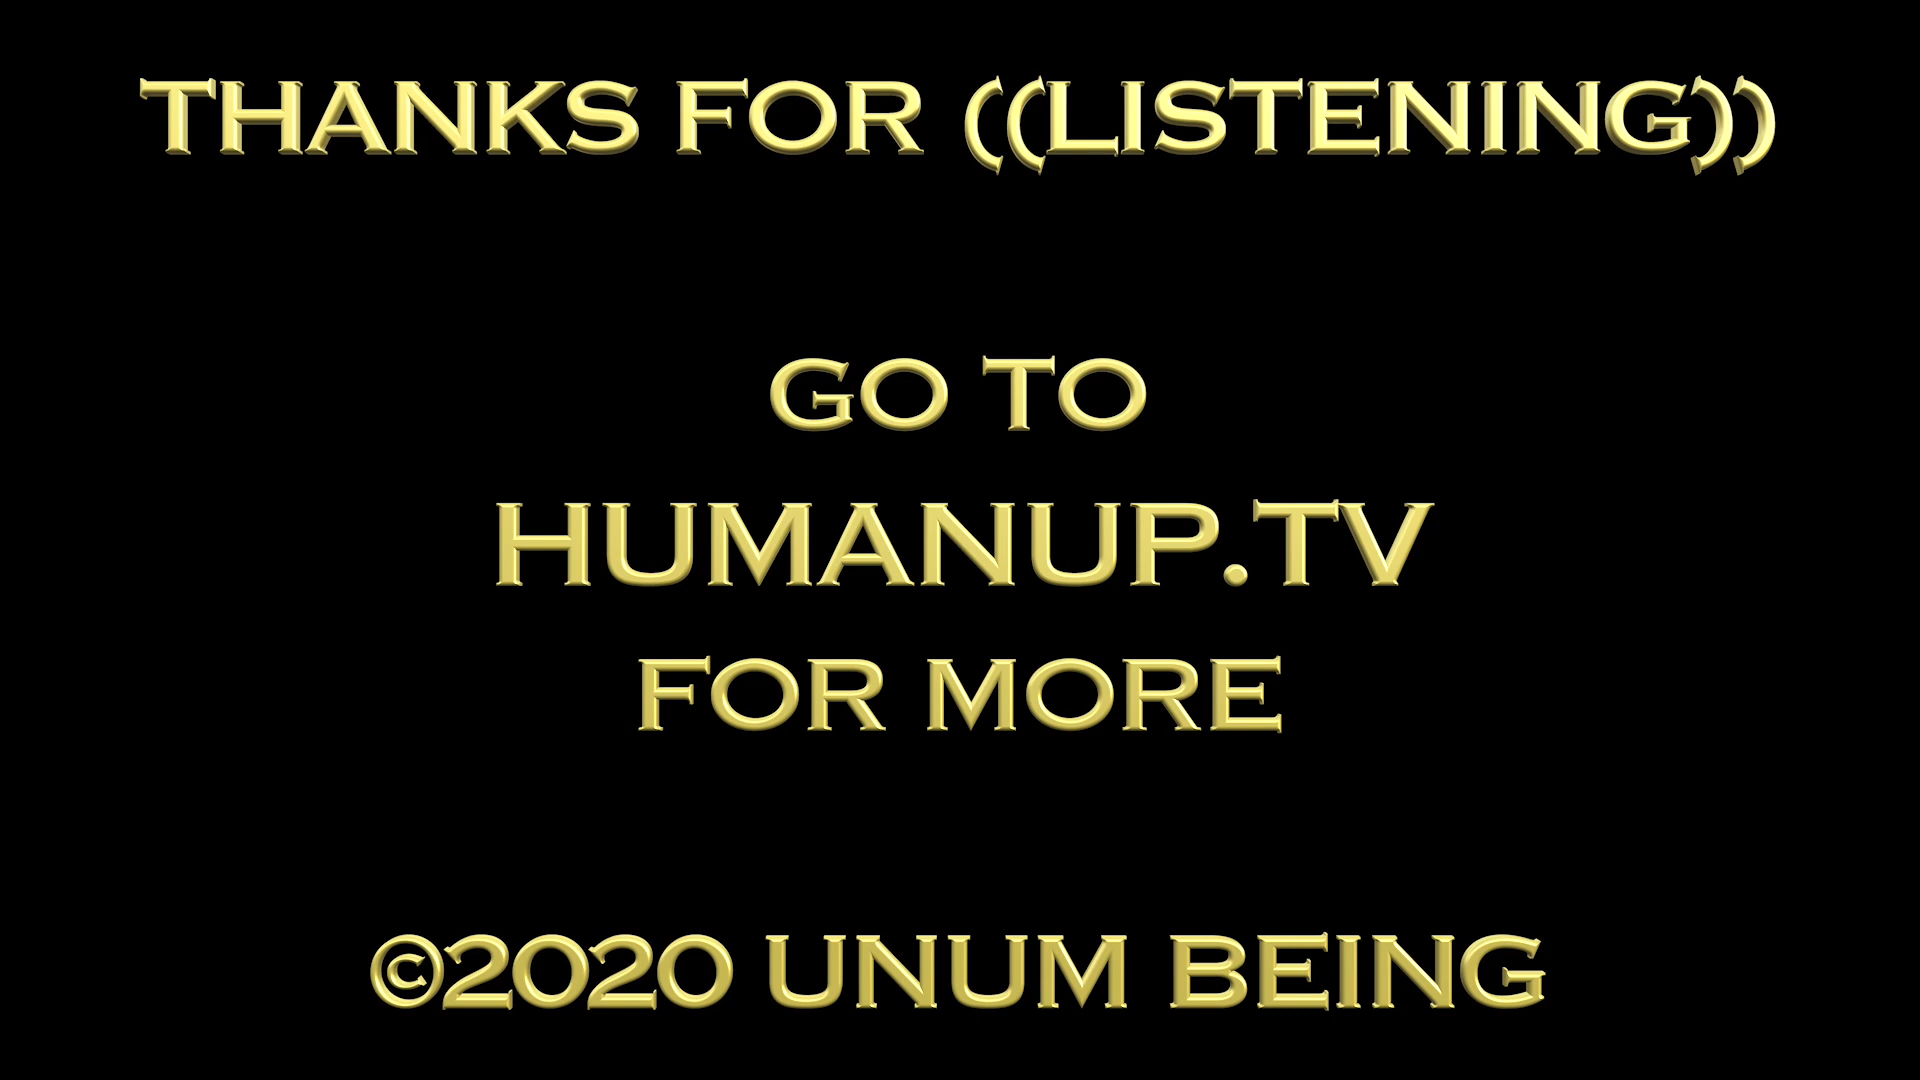 THANKS FOR ((LISTENING))
GO TO
HUMANUP.TV
FOR MORE
©2020 UNUM BEING